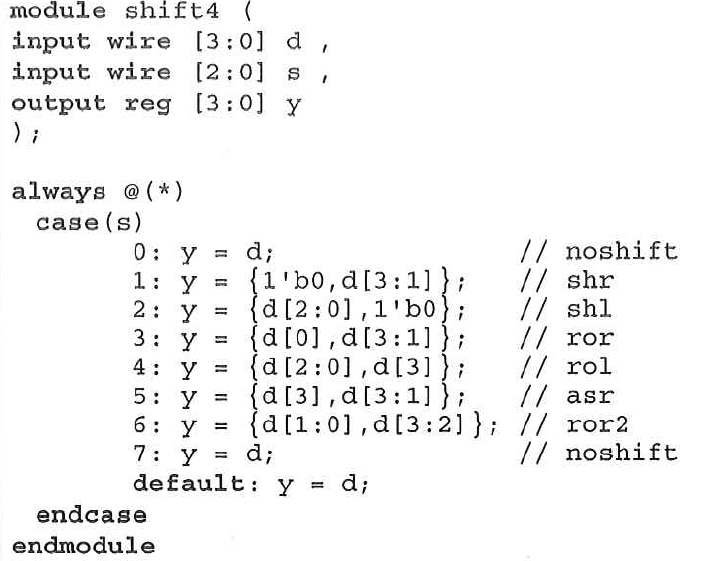 module shift4 (
input wire [3:0] d ,
input wire [2:0] s ,
output reg [3:0] y
);
always @(*)
case(s)
0: y = d; // noshift
1: y = {1'b0,d[3:1]}; // shr
2: y = {d[2:0],1'b0}; // shl
3: y = {d[0],d[3:1]}; // ror
4: y = {d[2:0],d[3]}; // rol
5: y = {d[3],d[3:1]}; // asr
6: y = {d[1:0],d[3:2]}; // ror2
7: y = d; // noshift
default: y = d;
endcase
endmodule